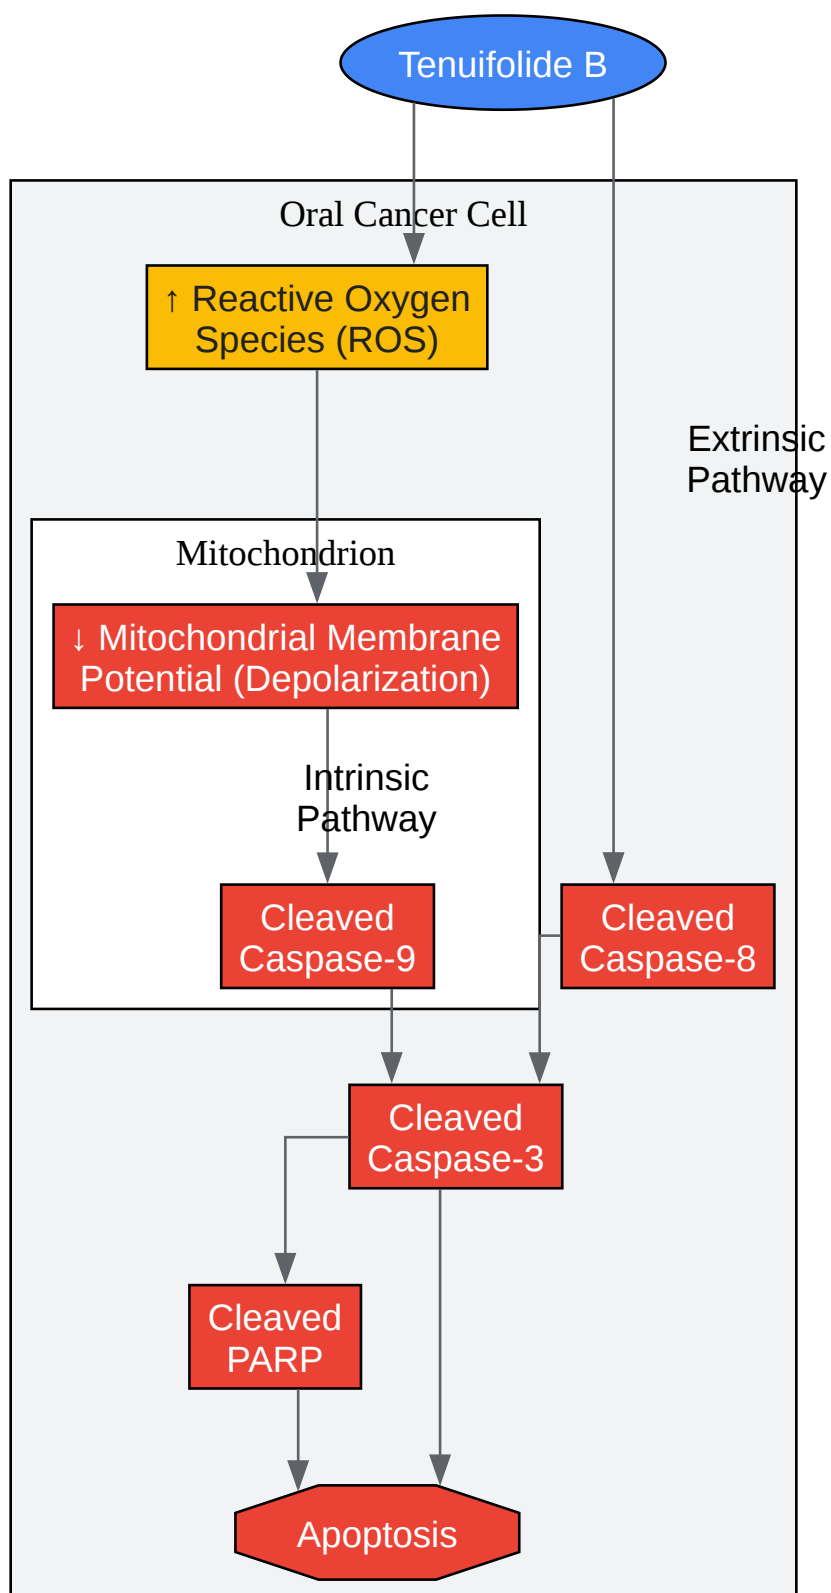 Tenuifolide B
Oral Cancer Cell
↑ Reactive Oxygen
Species (ROS)
Extrinsic
Pathway
Mitochondrion
↓ Mitochondrial Membrane
Potential (Depolarization)
Intrinsic
Pathway
Cleaved
Caspase-9
Cleaved
Caspase-8
Cleaved
Caspase-3
Cleaved
PARP
Apoptosis